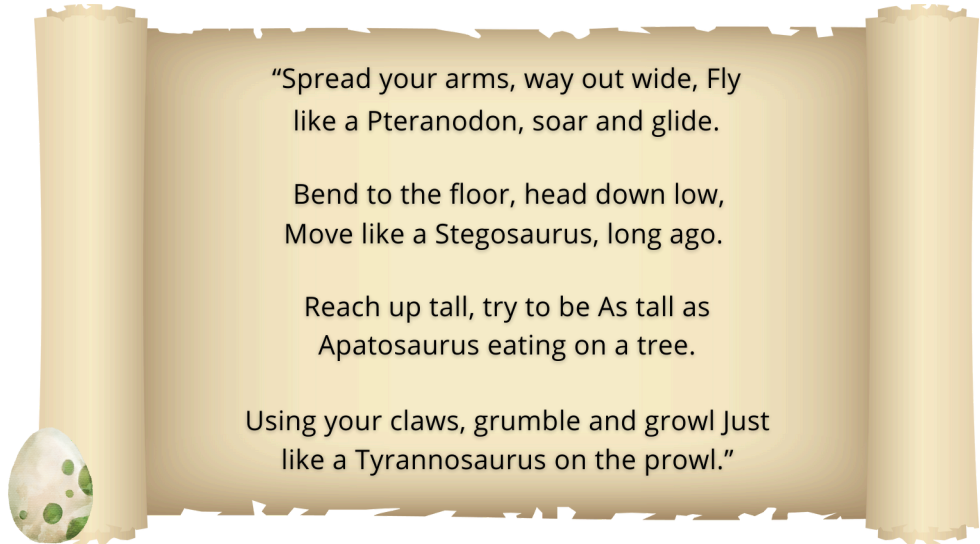 “Spread your arms, way out wide, Fly
like a Pteranodon, soar and glide.
Bend to the floor, head down low,
Move like a Stegosaurus, long ago.
Reach up tall, try to be As tall as
Apatosaurus eating on a tree.
Using your claws, grumble and growl Just
like a Tyrannosaurus on the prowl.”